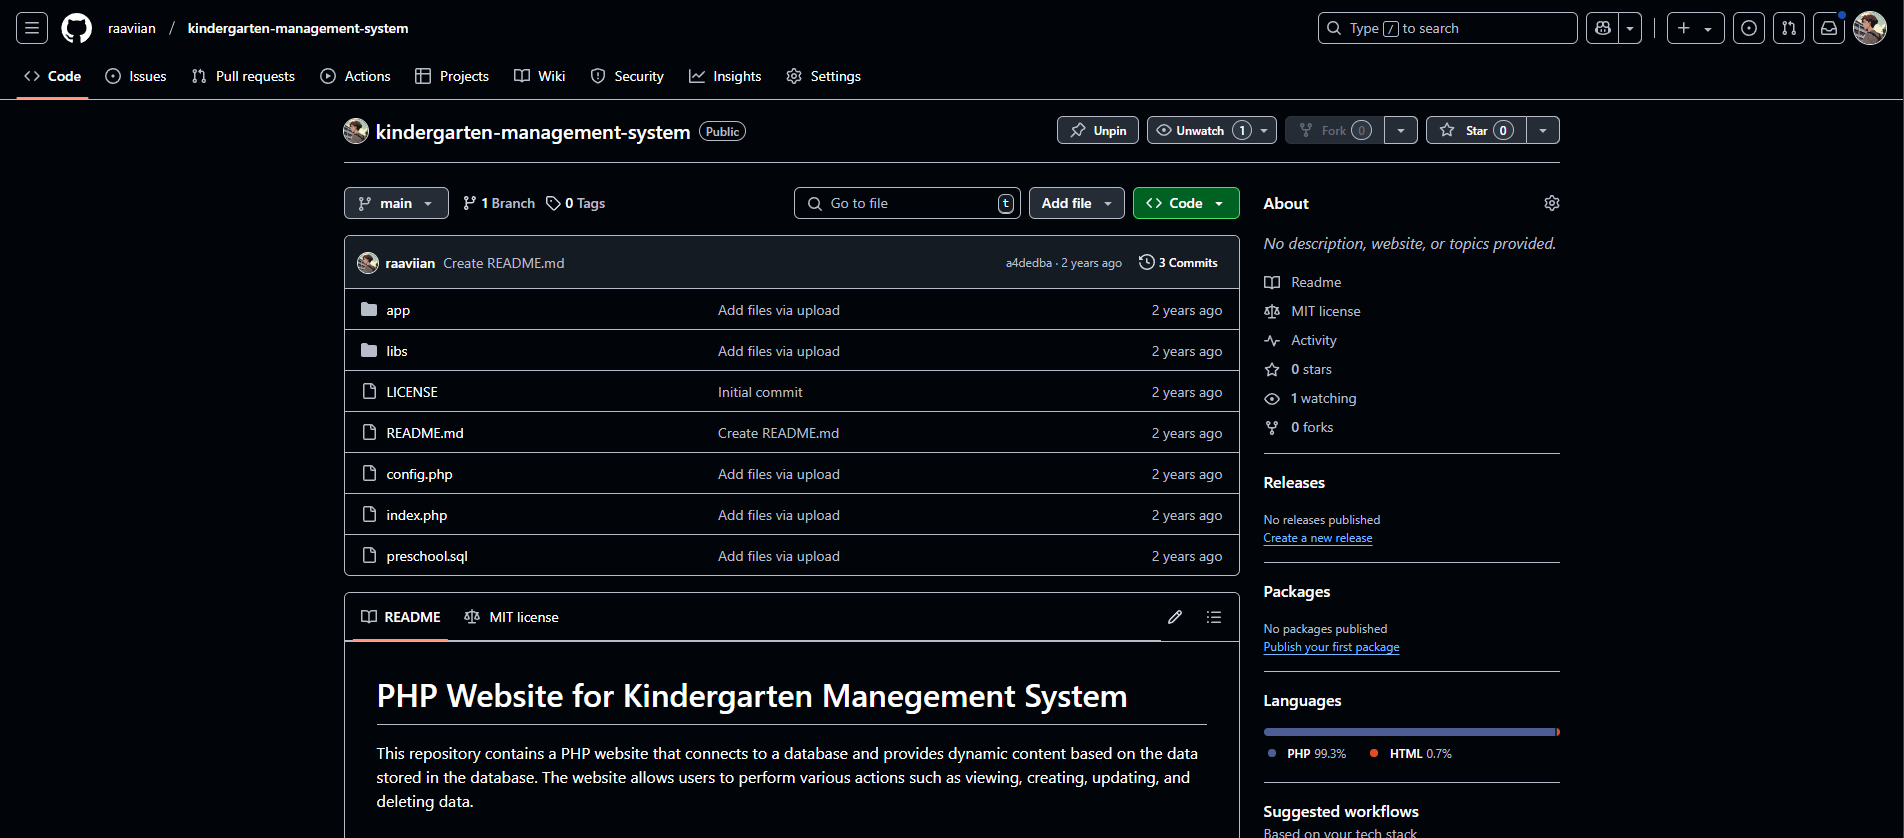 raaviian / kindergarten-management-system
Type / to search
Code Issues Pull requests Actions Projects Wiki Security Insights Settings
kindergarten-management-system Public
Unpin Unwatch 1 Fork 0 Star 0
main 1 Branch 0 Tags Go to file t Add file Code
raaviian Create README.md a4dedba · 2 years ago 3 Commits
app Add files via upload 2 years ago
libs Add files via upload 2 years ago
LICENSE Initial commit 2 years ago
README.md Create README.md 2 years ago
config.php Add files via upload 2 years ago
index.php Add files via upload 2 years ago
preschool.sql Add files via upload 2 years ago
README MIT license
PHP Website for Kindergarten Manegement System
This repository contains a PHP website that connects to a database and provides dynamic content based on the data
stored in the database. The website allows users to perform various actions such as viewing, creating, updating, and
deleting data.
About
No description, website, or topics provided.
Readme
MIT license
Activity
0 stars
1 watching
0 forks
Releases
No releases published
Create a new release
Packages
No packages published
Publish your first package
Languages
PHP 99.3% HTML 0.7%
Suggested workflows
Based on your tech stack